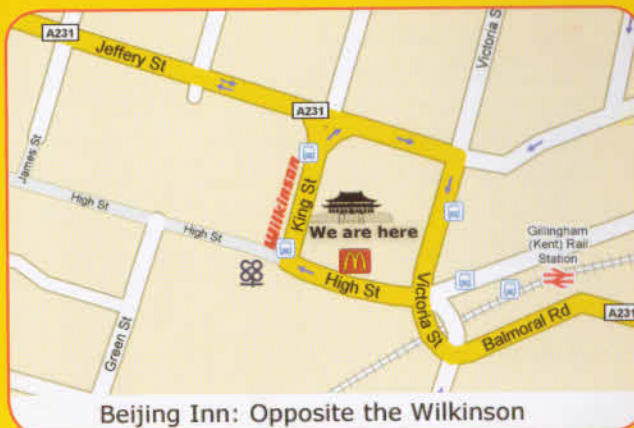 A231
Jeffery St
Victoria St
A231
James St
High St
High St
Wilkinson
King St
We are here
High St
Victoria St
Gillingham
(Kent) Rail
Station
Green St
Balmoral Rd
A231
Beijing Inn: Opposite the Wilkinson